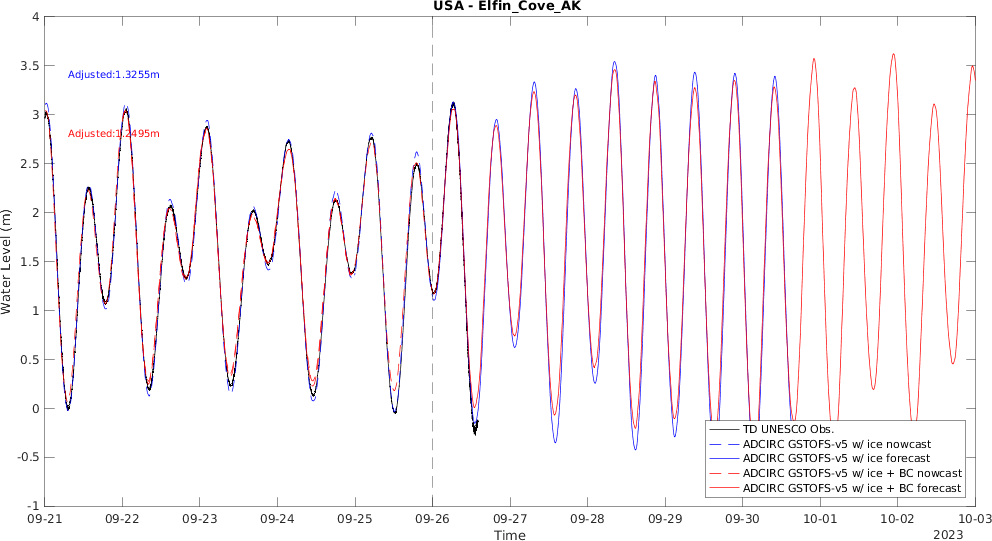 USA - Elfin_Cove_AK
4
3.5
3
2.5
2
1.5
1
0.5
0
-0.5
-1
Water Level (m)
Adjusted:1.3255m
Adjusted:1.2495m
TD UNESCO Obs.
ADCIRC GSTOFS-v5 w/ ice nowcast
ADCIRC GSTOFS-v5 w/ ice forecast
ADCIRC GSTOFS-v5 w/ ice + BC nowcast
ADCIRC GSTOFS-v5 w/ ice + BC forecast
09-21 09-22 09-23 09-24 09-25 09-26 09-27 09-28 09-29 09-30 10-01 10-02 10-03
Time
2023